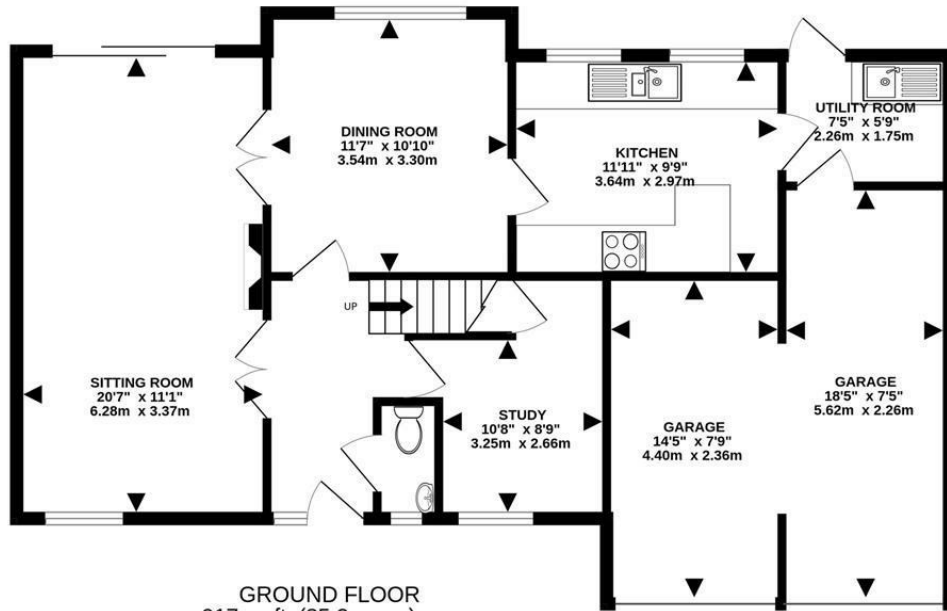 DINING ROOM
11'7" x 10'10"
3.54m x 3.30m
KITCHEN
11'11" x 9'9"
3.64m x 2.97m
UTILITY ROOM
7'5" x 5'9"
2.26m x 1.75m
UP
SITTING ROOM
20'7" x 11'1"
6.28m x 3.37m
STUDY
10'8" x 8'9"
3.25m x 2.66m
GARAGE
14'5" x 7'9"
4.40m x 2.36m
GARAGE
18'5" x 7'5"
5.62m x 2.26m
GROUND FLOOR